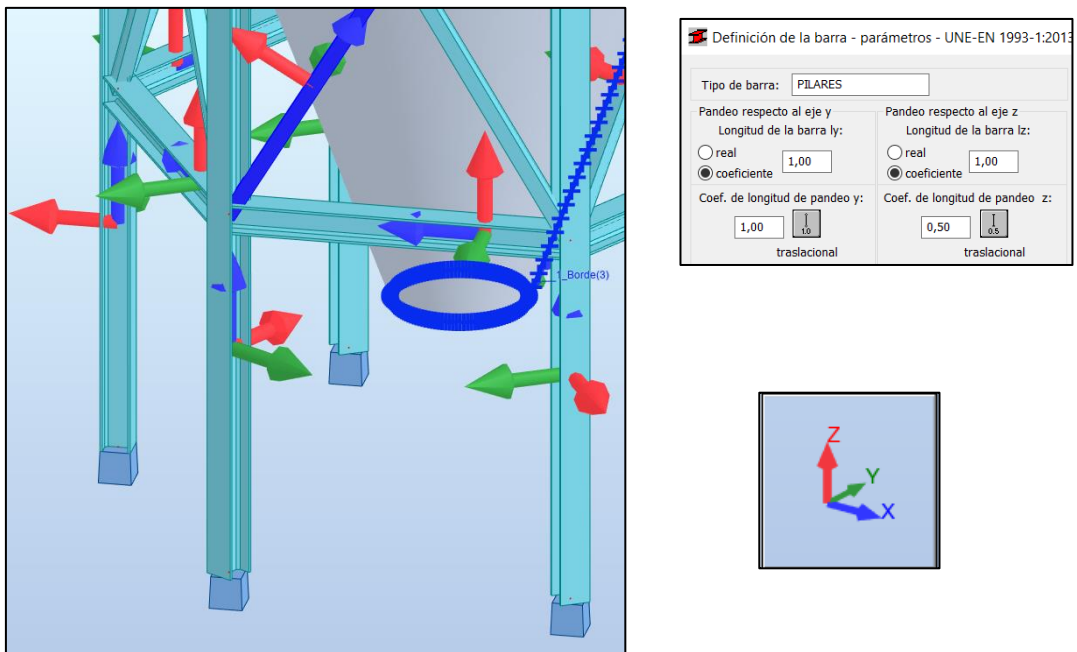 1_Borde(3)
Definición de la barra - parámetros - UNE-EN 1993-1:2013
Tipo de barra: PILARES
Pandeo respecto al eje y
Longitud de la barra ly:
real
coeficiente
1,00
Coef. de longitud de pandeo y:
1,00
1.0
traslacional
Pandeo respecto al eje z
Longitud de la barra lz:
real
coeficiente
1,00
Coef. de longitud de pandeo z:
0,50
0.5
traslacional
Z
Y
X